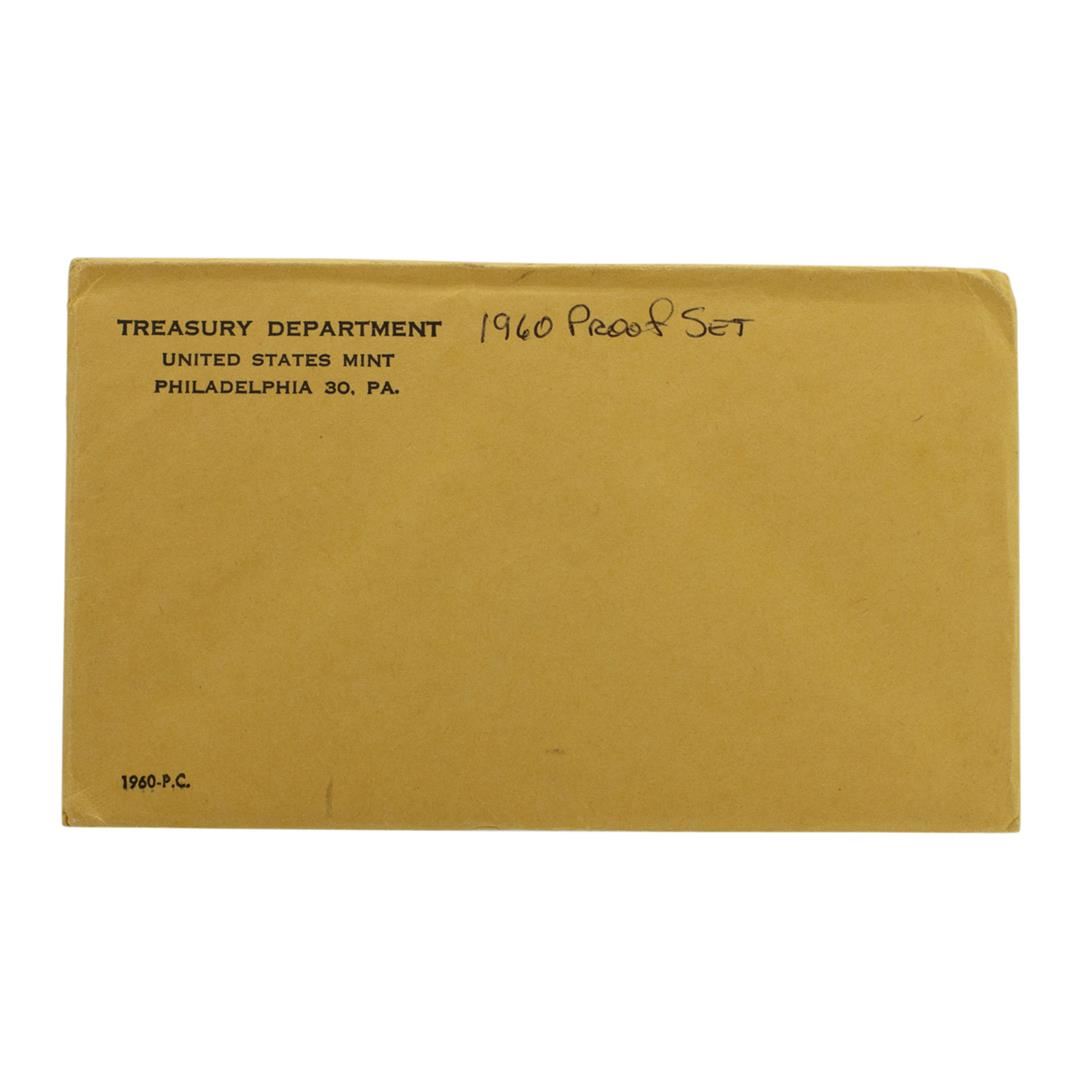 TREASURY DEPARTMENT 1960 Proof Set
UNITED STATES MINT
PHILADELPHIA 30, PA.
1960-P.C.